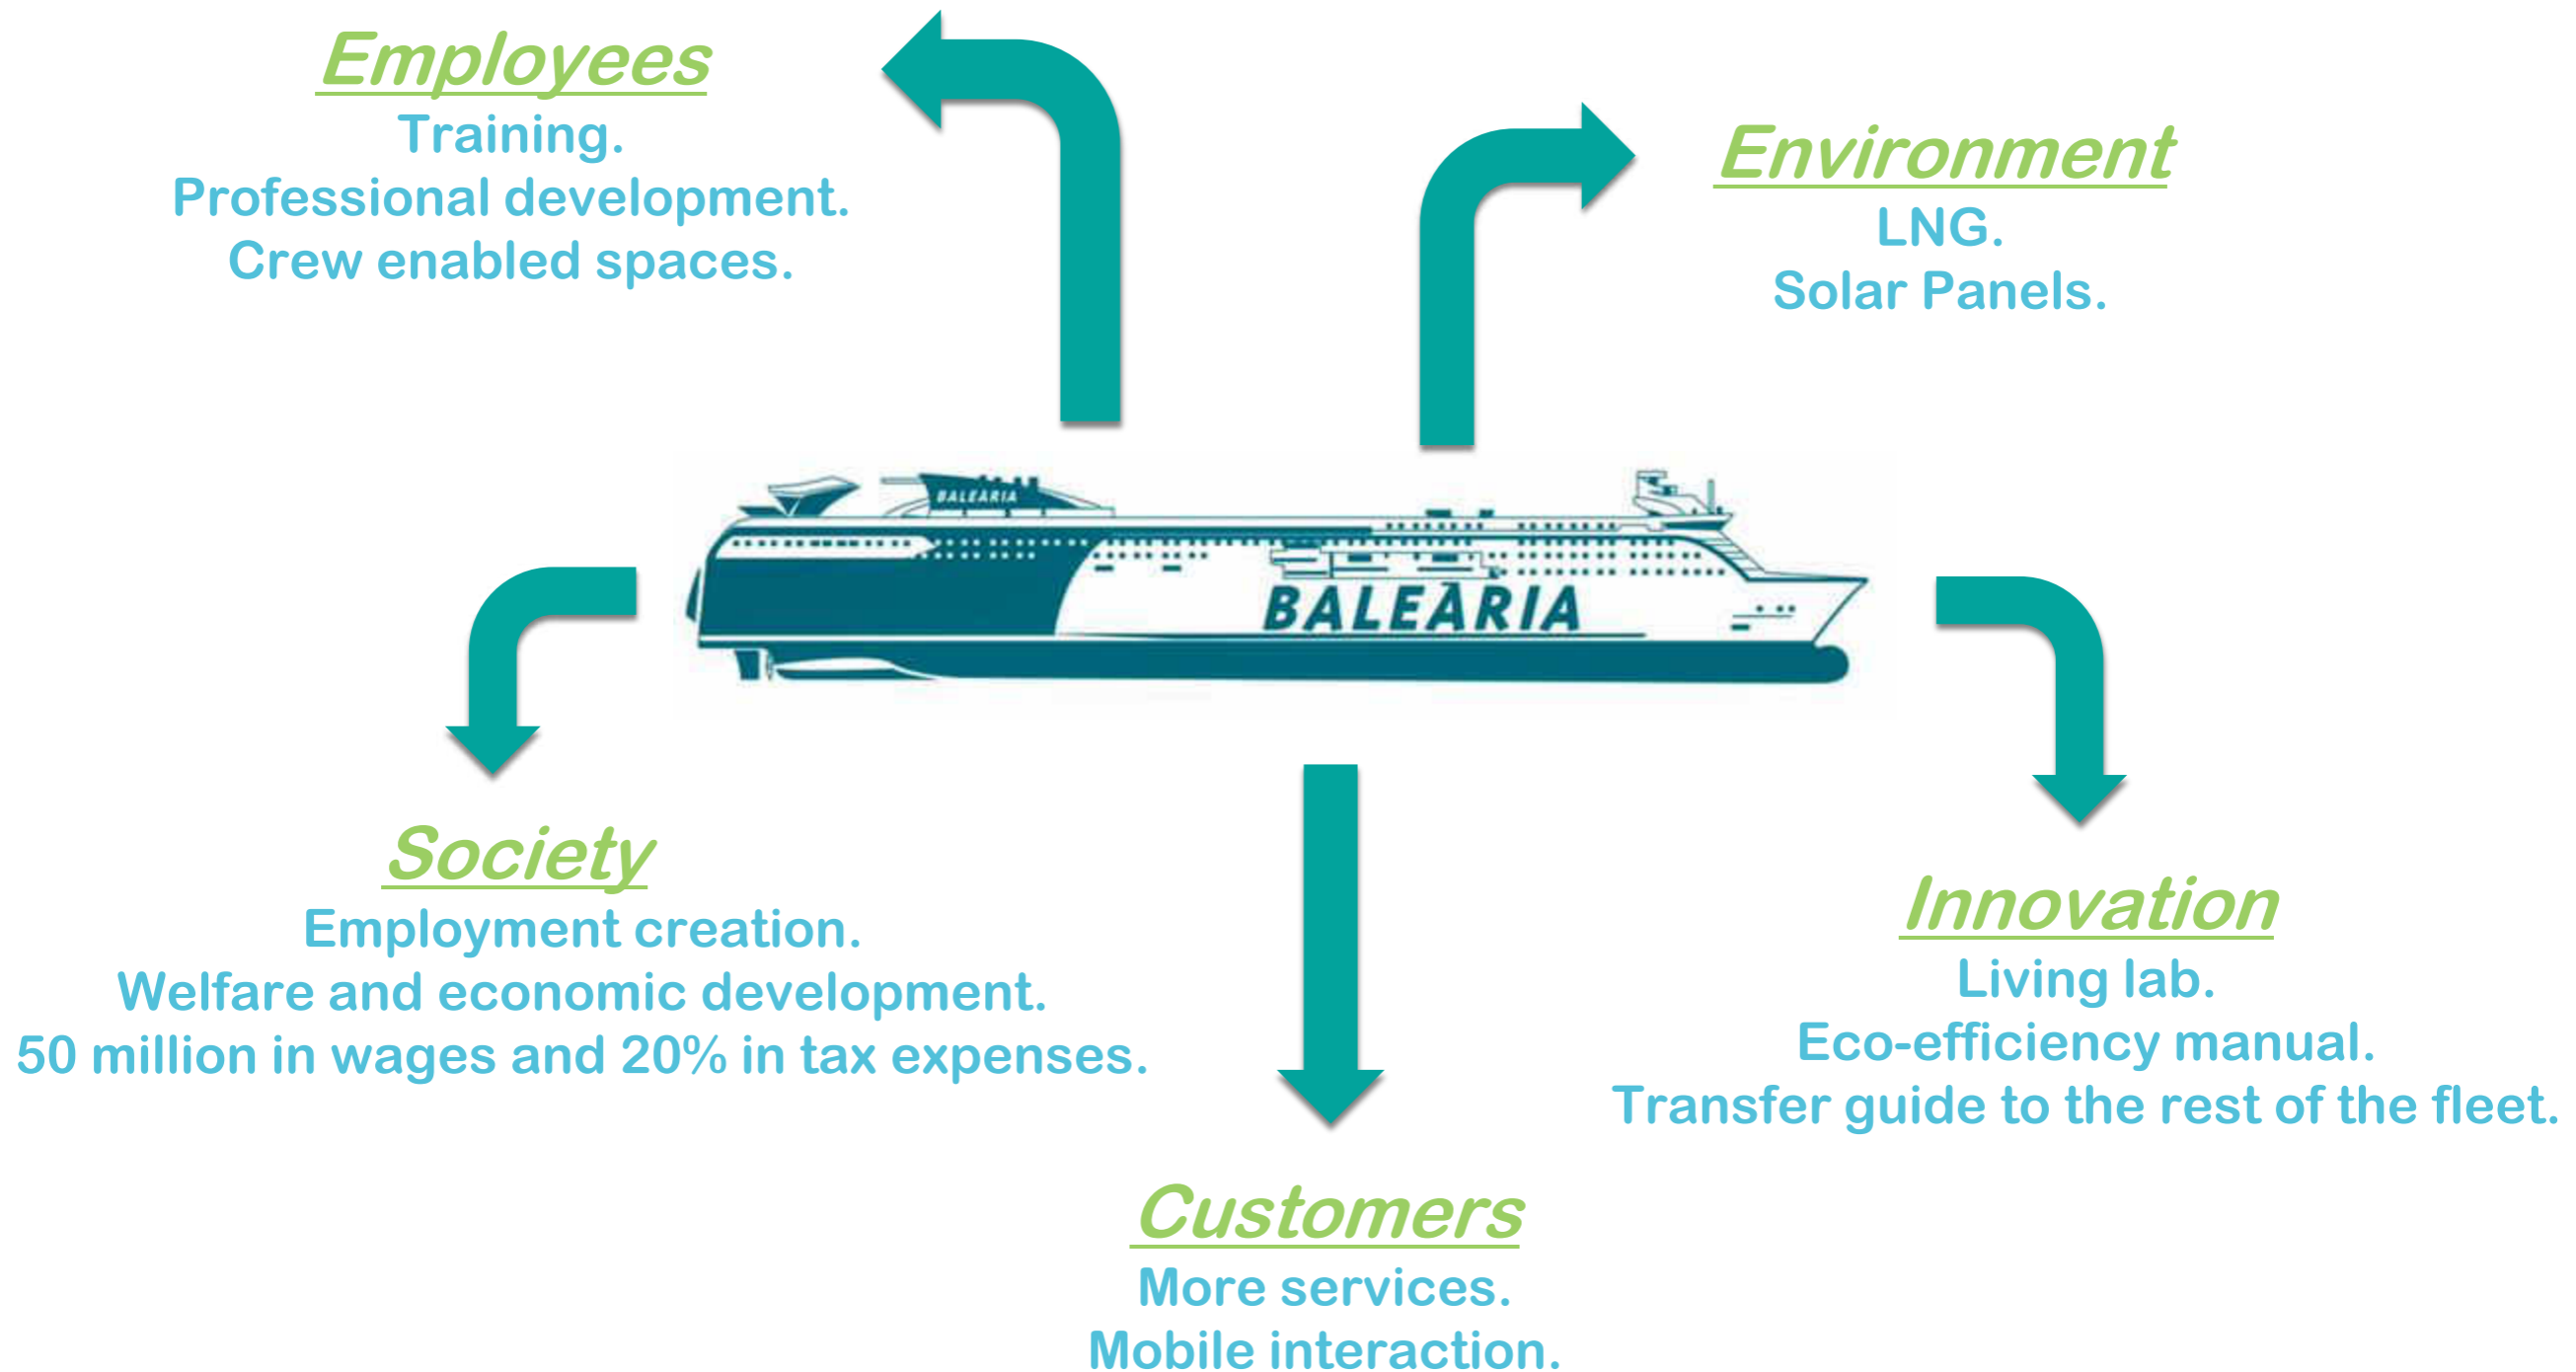 Employees
Training.
Professional development.
Crew enabled spaces.
Environment
LNG.
Solar Panels.
BALEÀRIA
BALEÀRIA
Society
Employment creation.
Welfare and economic development.
50 million in wages and 20% in tax expenses.
Innovation
Living lab.
Eco-efficiency manual.
Transfer guide to the rest of the fleet.
Customers
More services.
Mobile interaction.